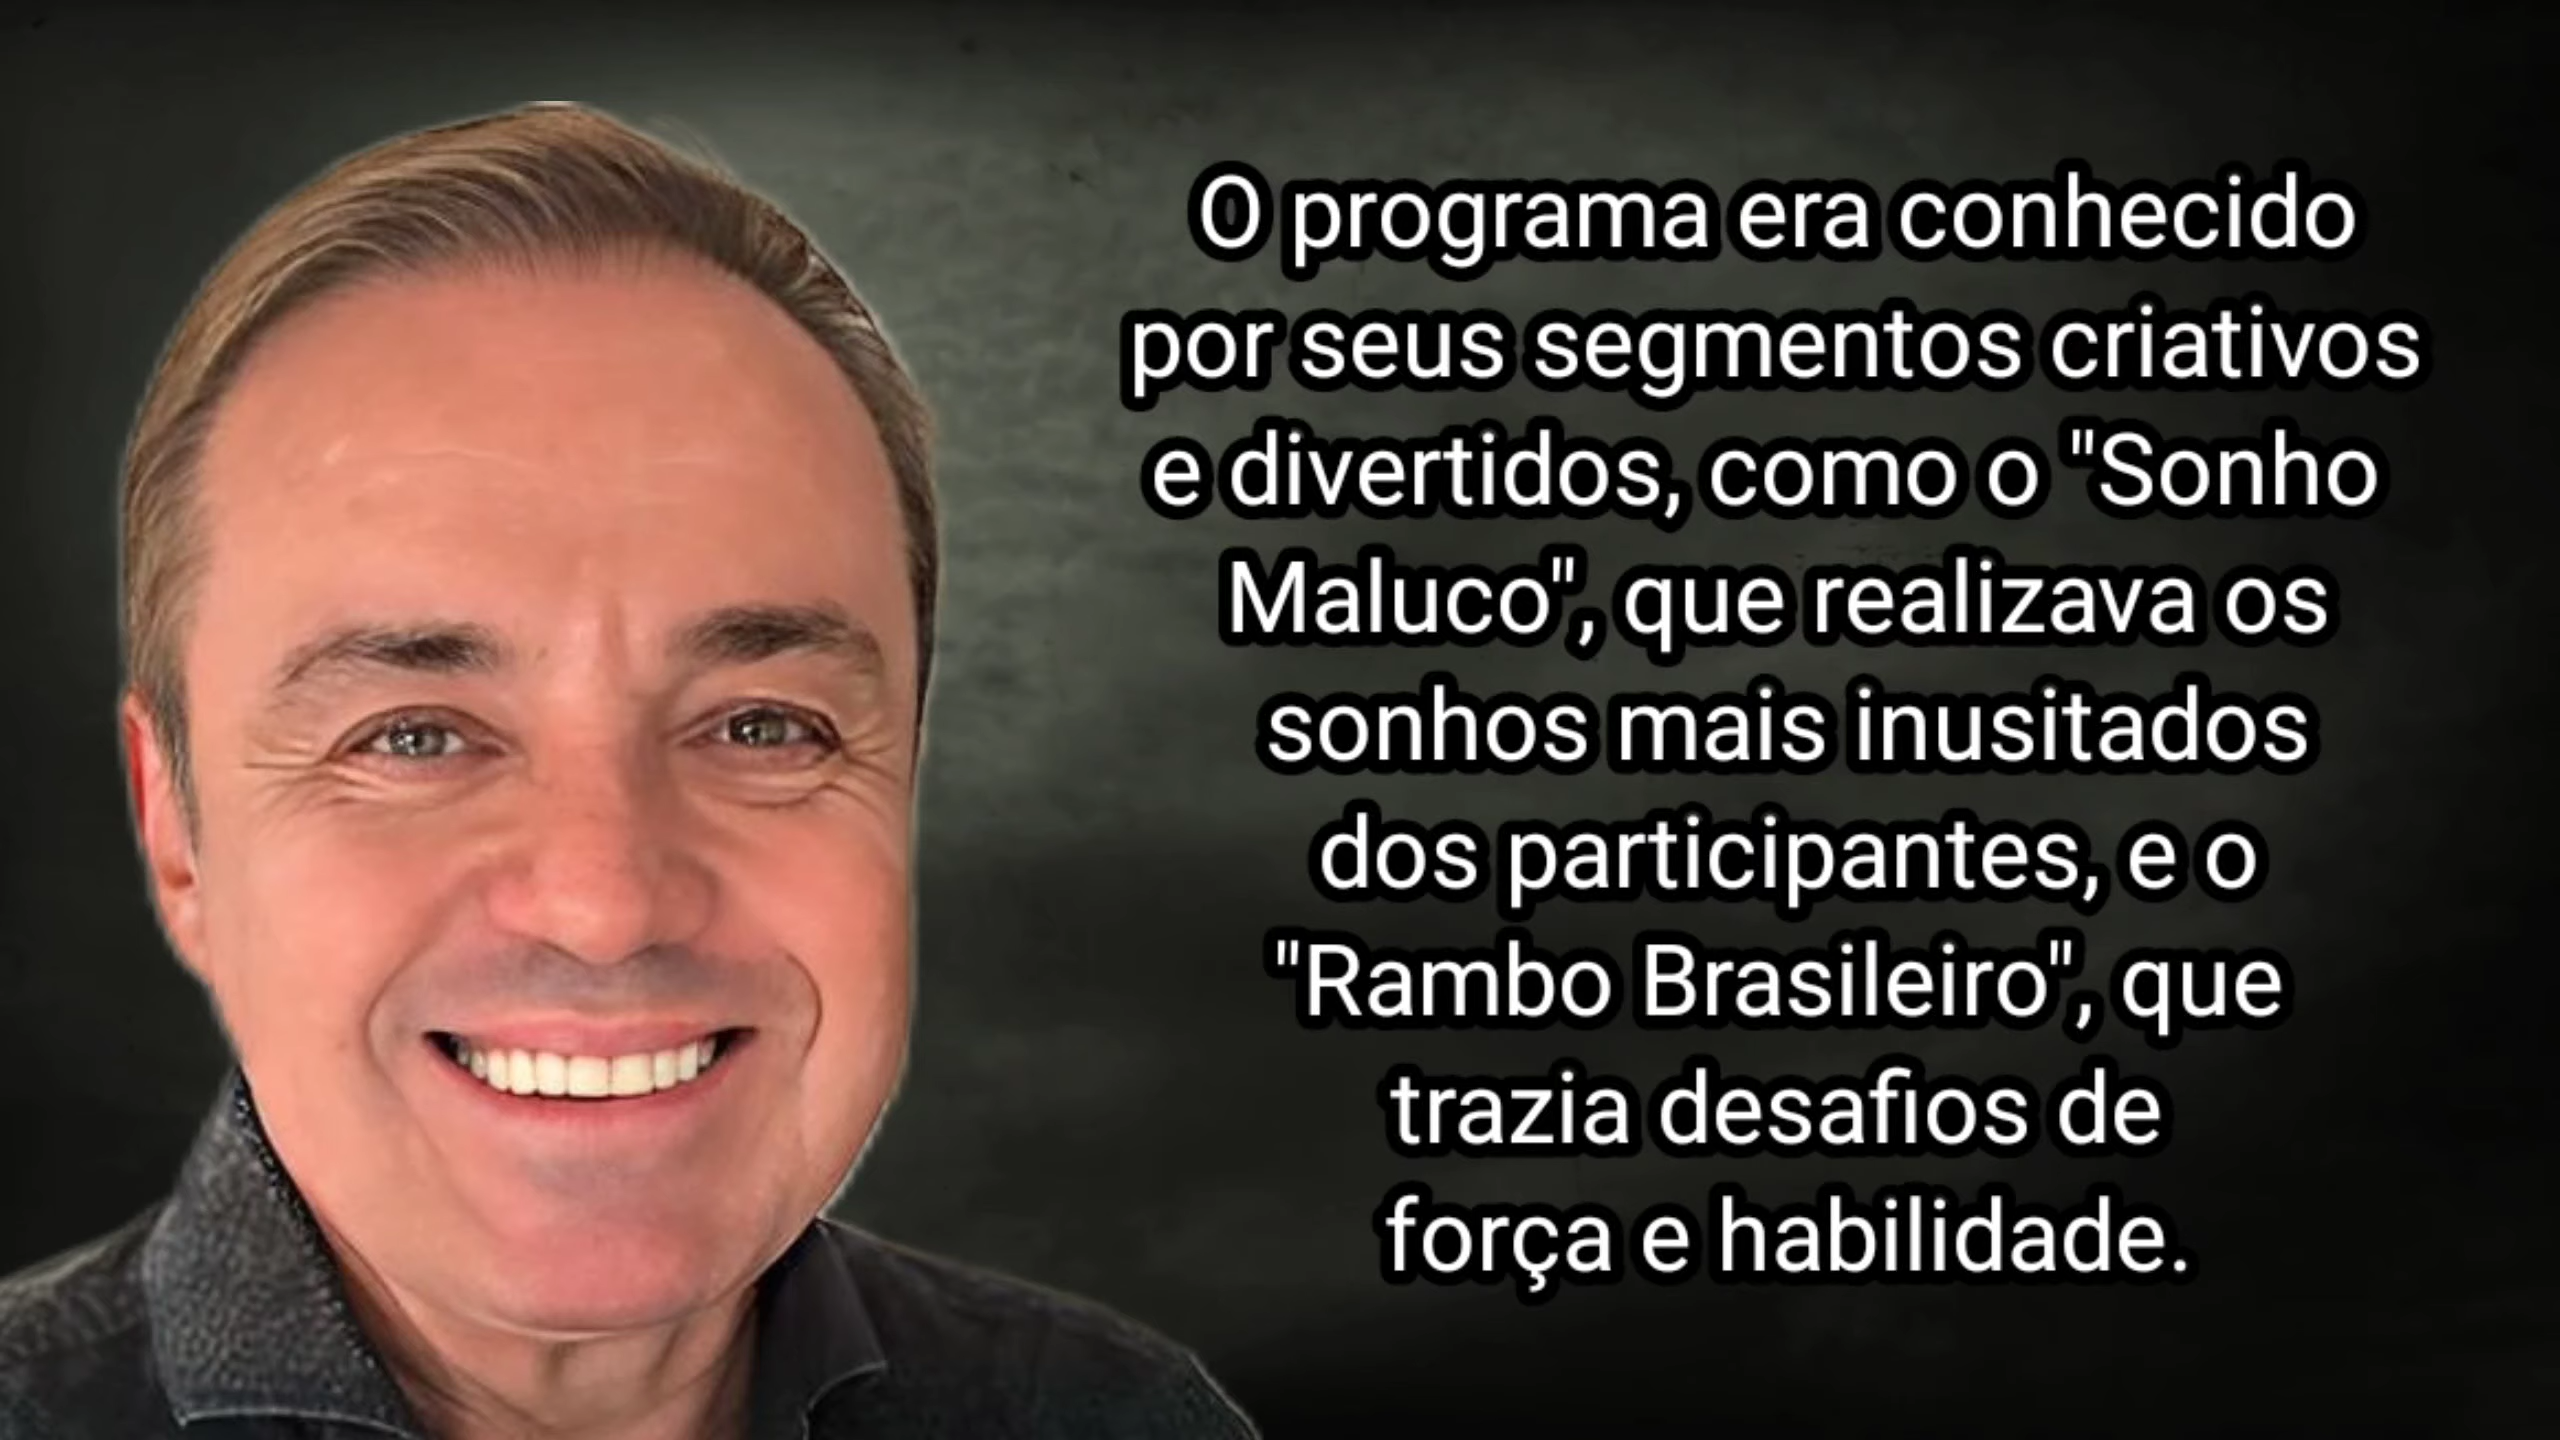 O programa era conhecido
por seus segmentos criativos
e divertidos, como o "Sonho
Maluco", que realizava os
sonhos mais inusitados
dos participantes, e o
"Rambo Brasileiro", que
trazia desafios de
força e habilidade.